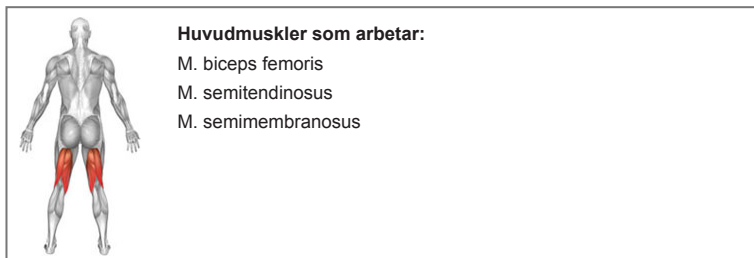 Huvudmuskler som arbetar:
M. biceps femoris
M. semitendinosus
M. semimembranosus